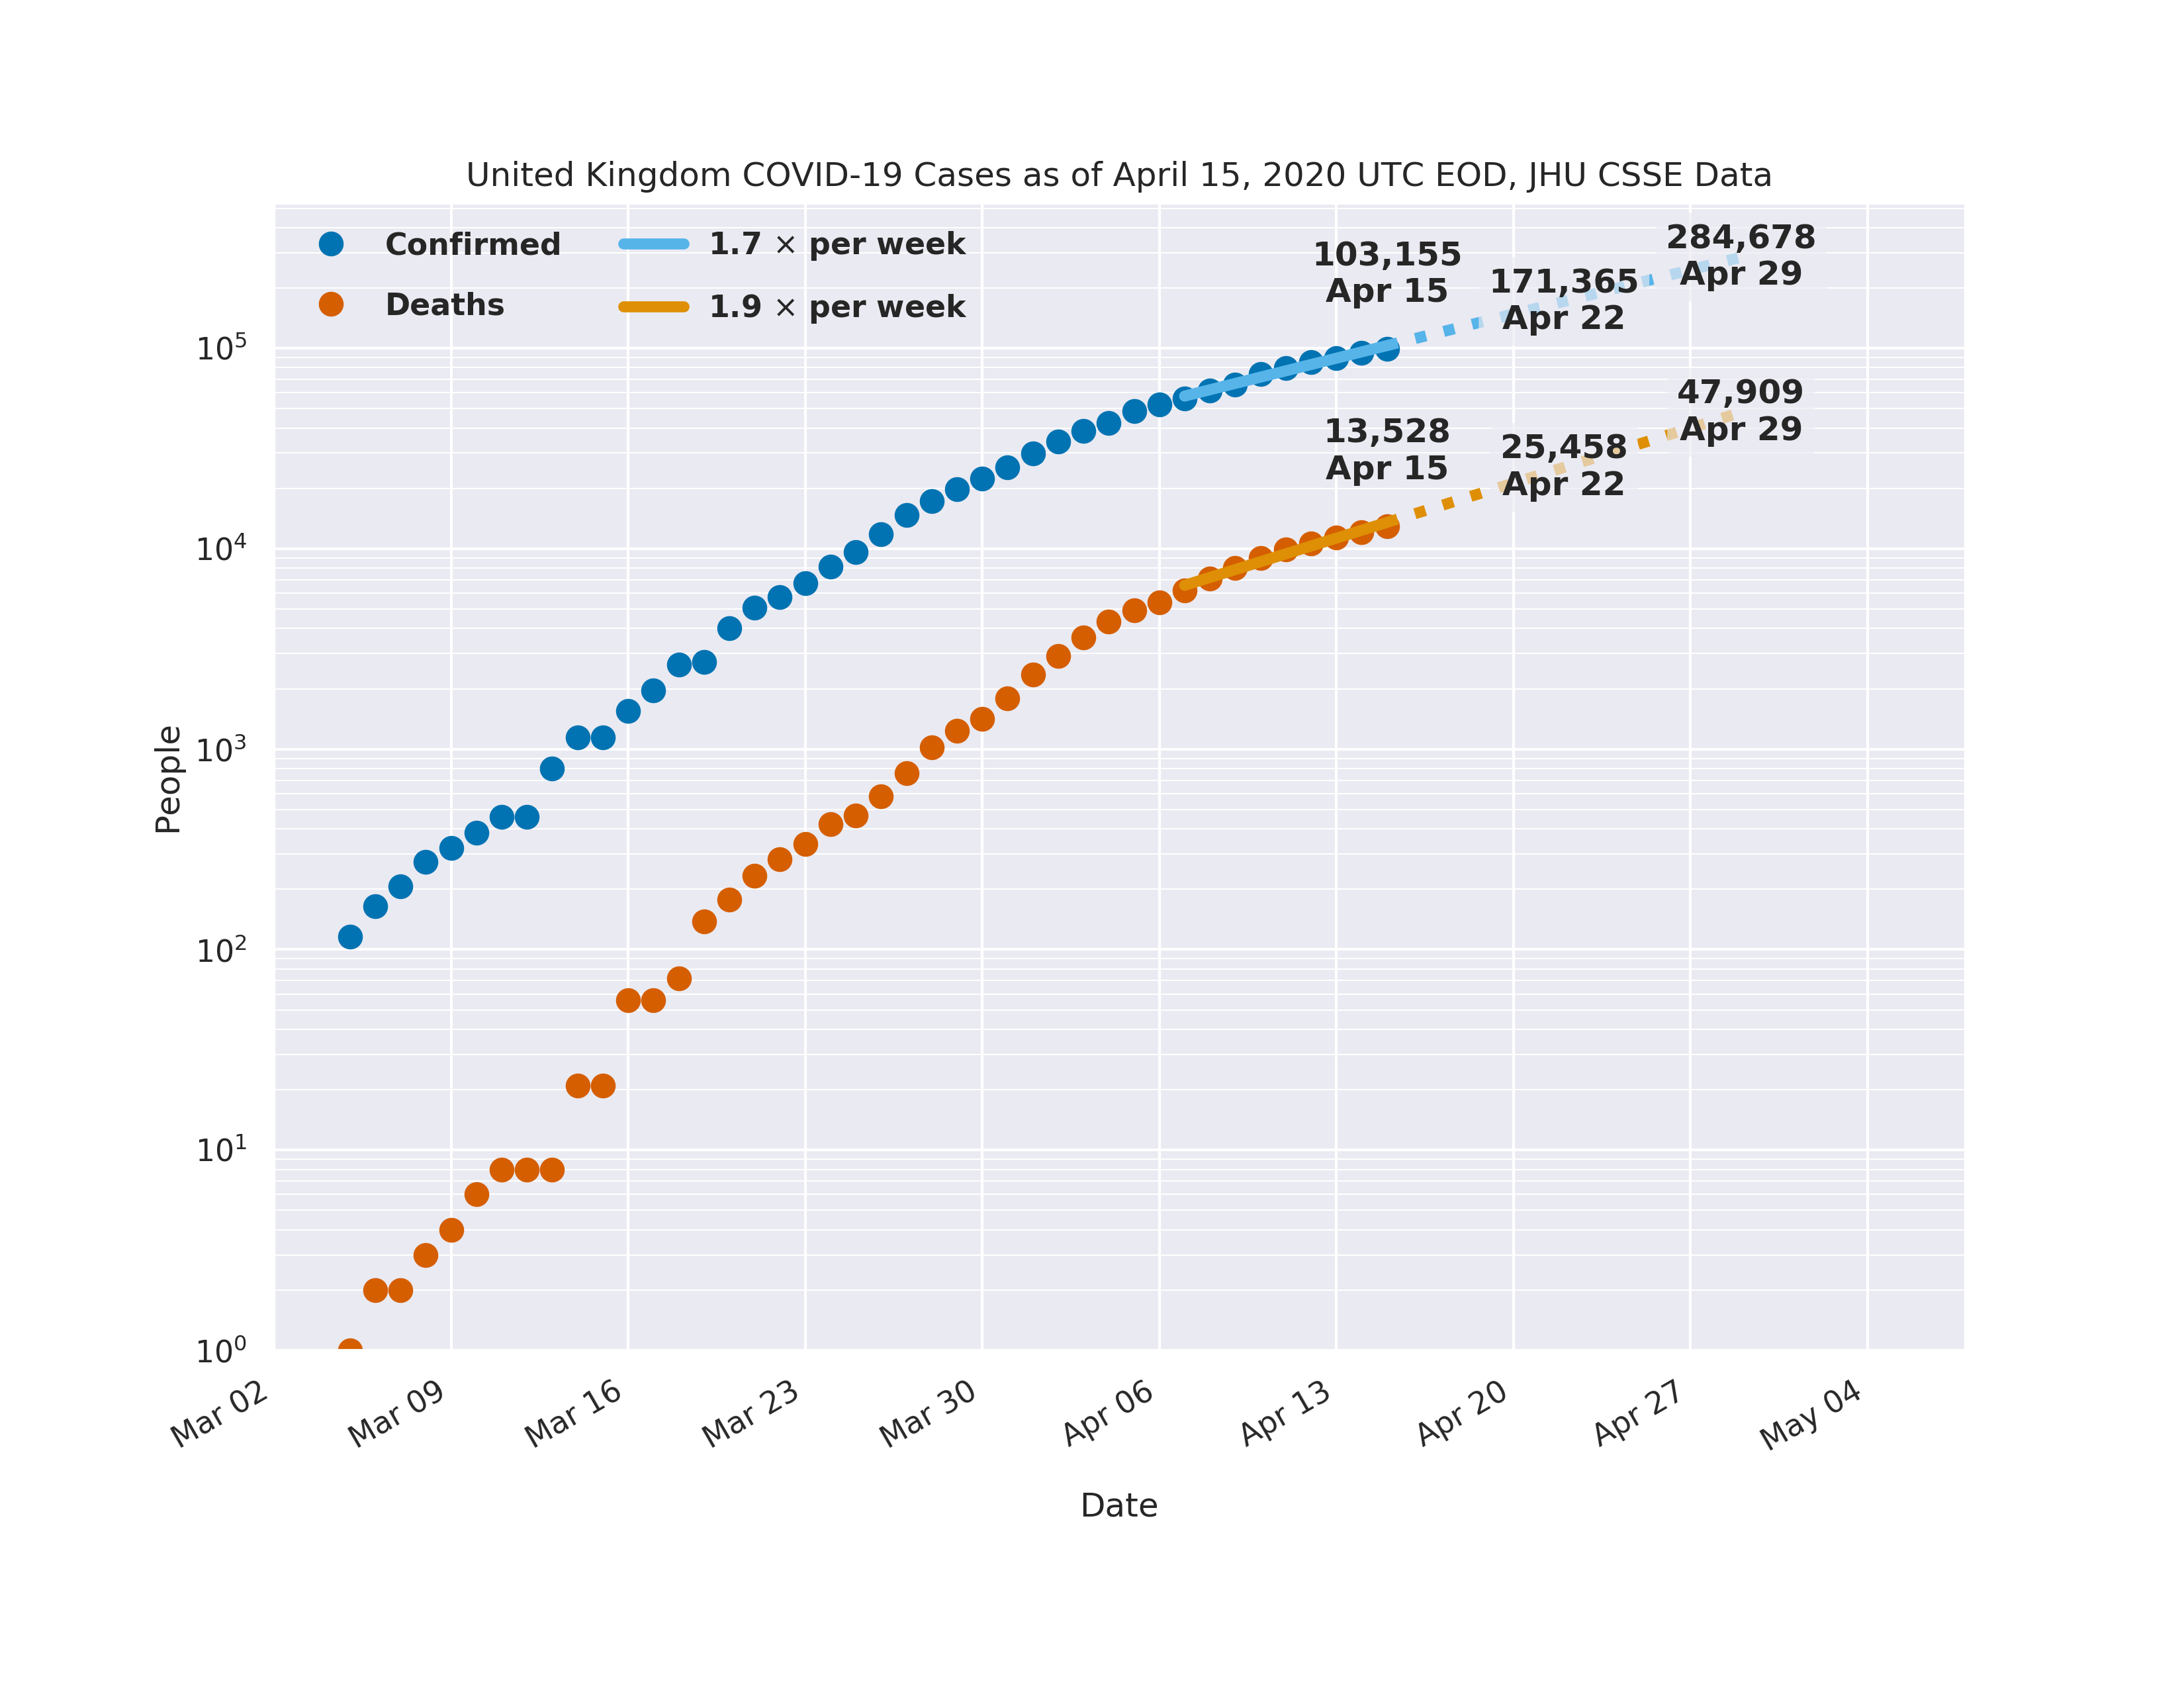 United Kingdom COVID-19 Cases as of April 15, 2020 UTC EOD, JHU CSSE Data
Confirmed
Deaths
1.7 × per week
1.9 × per week
103,155
Apr 15
171,365
Apr 22
284,678
Apr 29
13,528
Apr 15
25,458
Apr 22
47,909
Apr 29
People
10⁵
10⁴
10³
10²
10¹
10⁰
Mar 02
Mar 09
Mar 16
Mar 23
Mar 30
Apr 06
Apr 13
Apr 20
Apr 27
May 04
Date